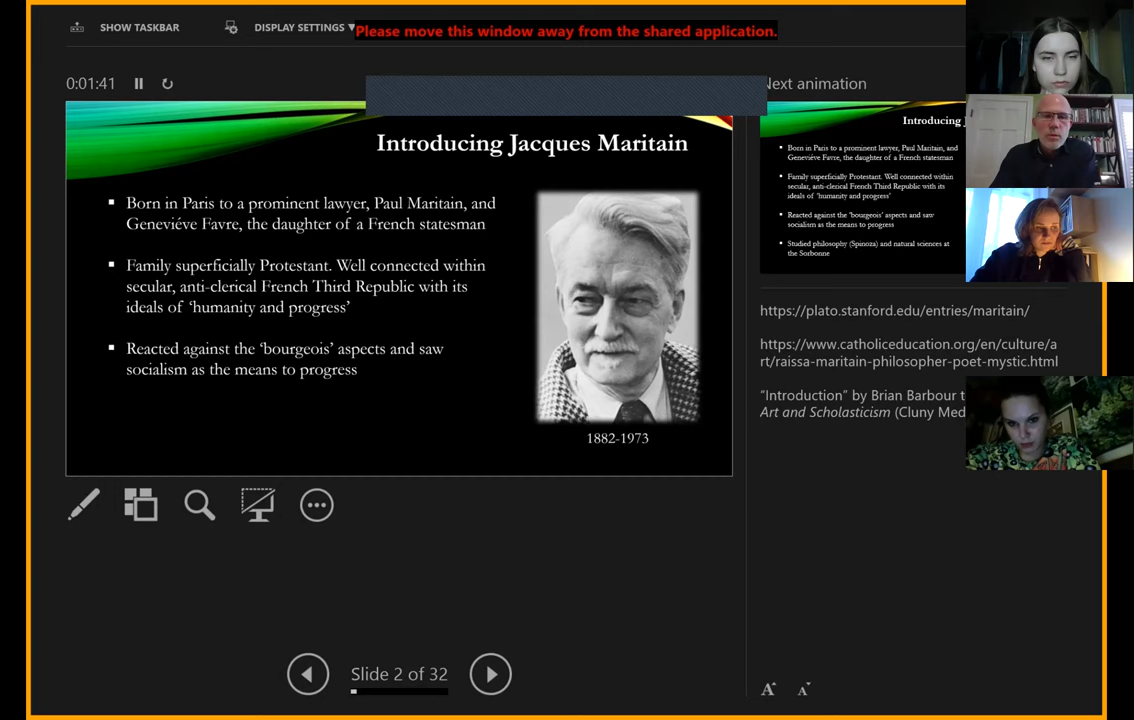 SHOW TASKBAR
DISPLAY SETTINGS ▼
Please move this window away from the shared application.
0:01:41
Introducing Jacques Maritain
▪ Born in Paris to a prominent lawyer, Paul Maritain, and
Geneviéve Favre, the daughter of a French statesman
▪ Family superficially Protestant. Well connected within
secular, anti-clerical French Third Republic with its
ideals of ‘humanity and progress’
▪ Reacted against the ‘bourgeois’ aspects and saw
socialism as the means to progress
1882-1973
Slide 2 of 32
Next animation
Introducing
• Born in Paris to a prominent lawyer, Paul Maritain, and
Geneviéve Favre, the daughter of a French statesman
• Family superficially Protestant. Well connected within
secular, anti-clerical French Third Republic with its
ideals of ‘humanity and progress’
• Reacted against the ‘bourgeois’ aspects and saw
socialism as the means to progress
• Studied philosophy (Spinoza) and natural sciences at
the Sorbonne
https://plato.stanford.edu/entries/maritain/
https://www.catholiceducation.org/en/culture/a
rt/raissa-maritain-philosopher-poet-mystic.html
“Introduction” by Brian Barbour
Art and Scholasticism (Cluny Med
A A